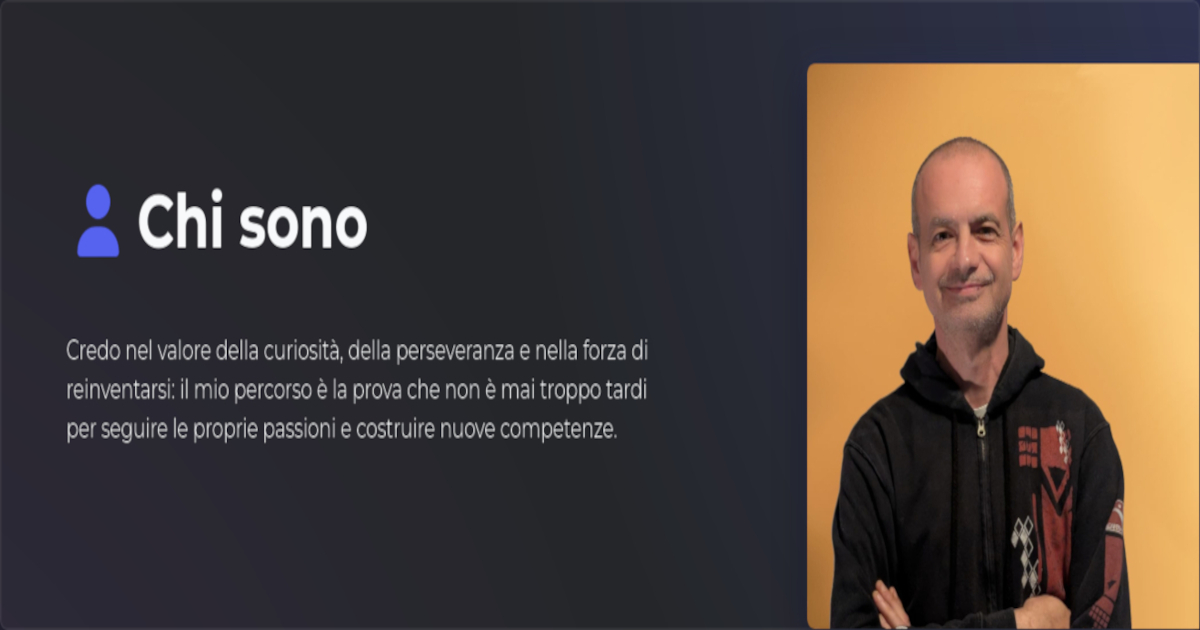 Chi sono
Credo nel valore della curiosità, della perseveranza e nella forza di
reinventarsi: il mio percorso è la prova che non è mai troppo tardi
per seguire le proprie passioni e costruire nuove competenze.